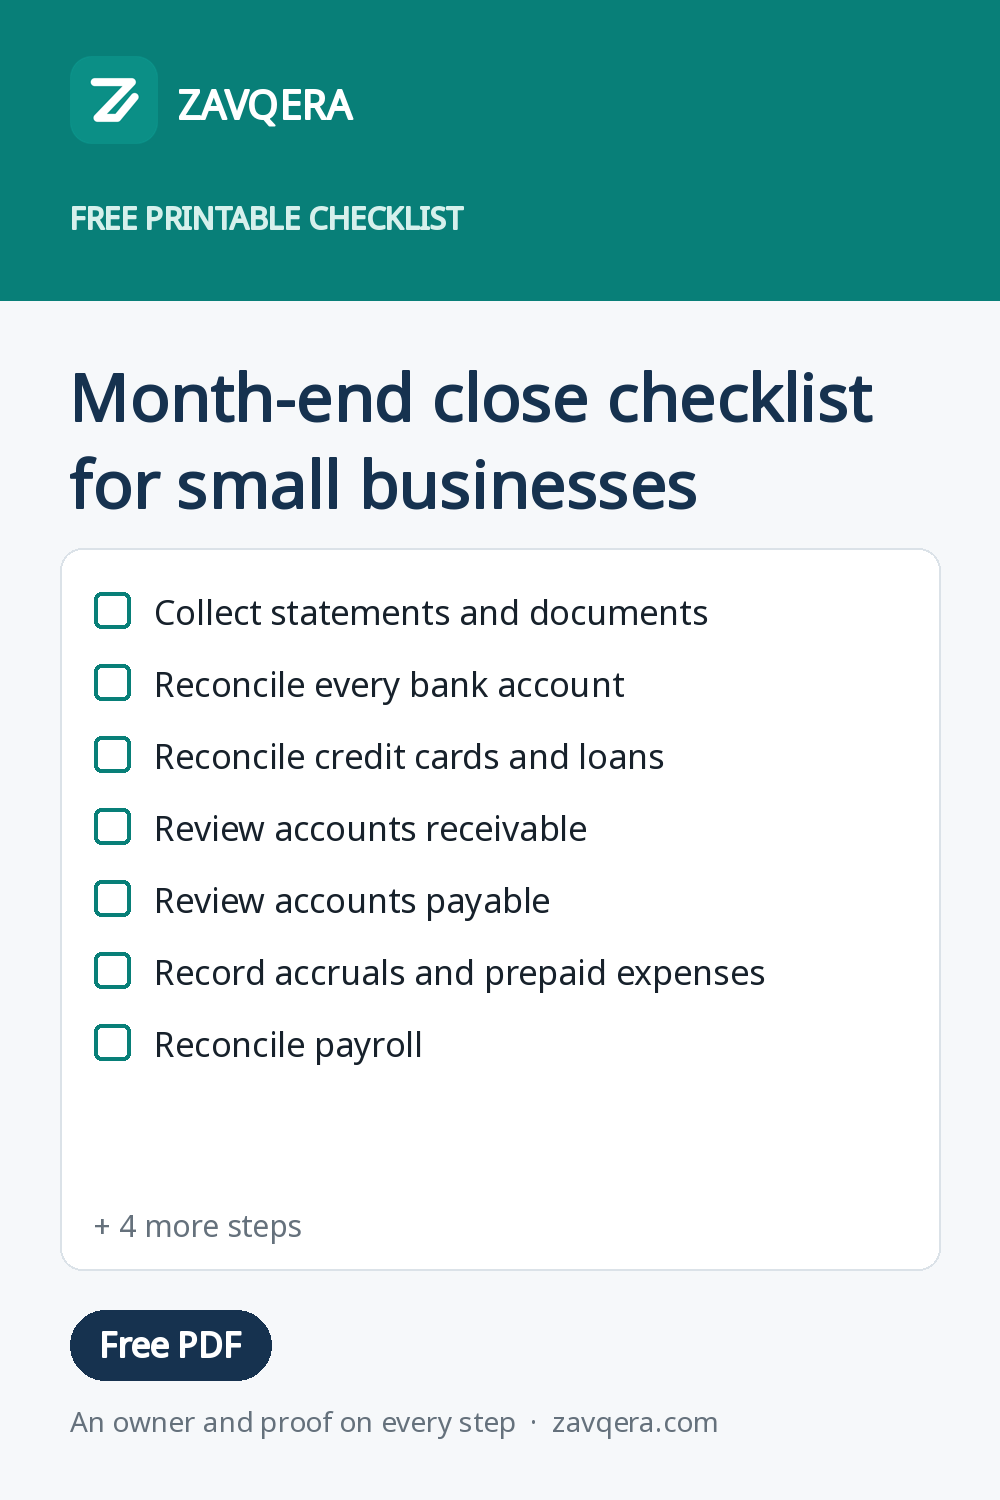 ZAVQERA
FREE PRINTABLE CHECKLIST
Month-end close checklist
for small businesses
Collect statements and documents
Reconcile every bank account
Reconcile credit cards and loans
Review accounts receivable
Review accounts payable
Record accruals and prepaid expenses
Reconcile payroll
+ 4 more steps
Free PDF
An owner and proof on every step · zavqera.com